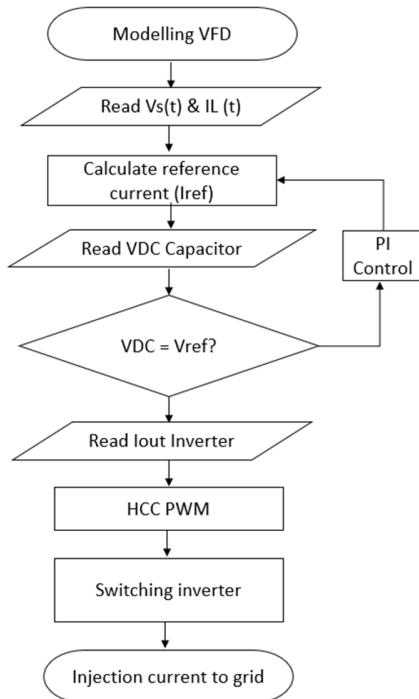 Modelling VFD
Read Vs(t) & IL (t)
Calculate reference
current (Iref)
Read VDC Capacitor
PI
Control
VDC = Vref?
Read Iout Inverter
HCC PWM
Switching inverter
Injection current to grid